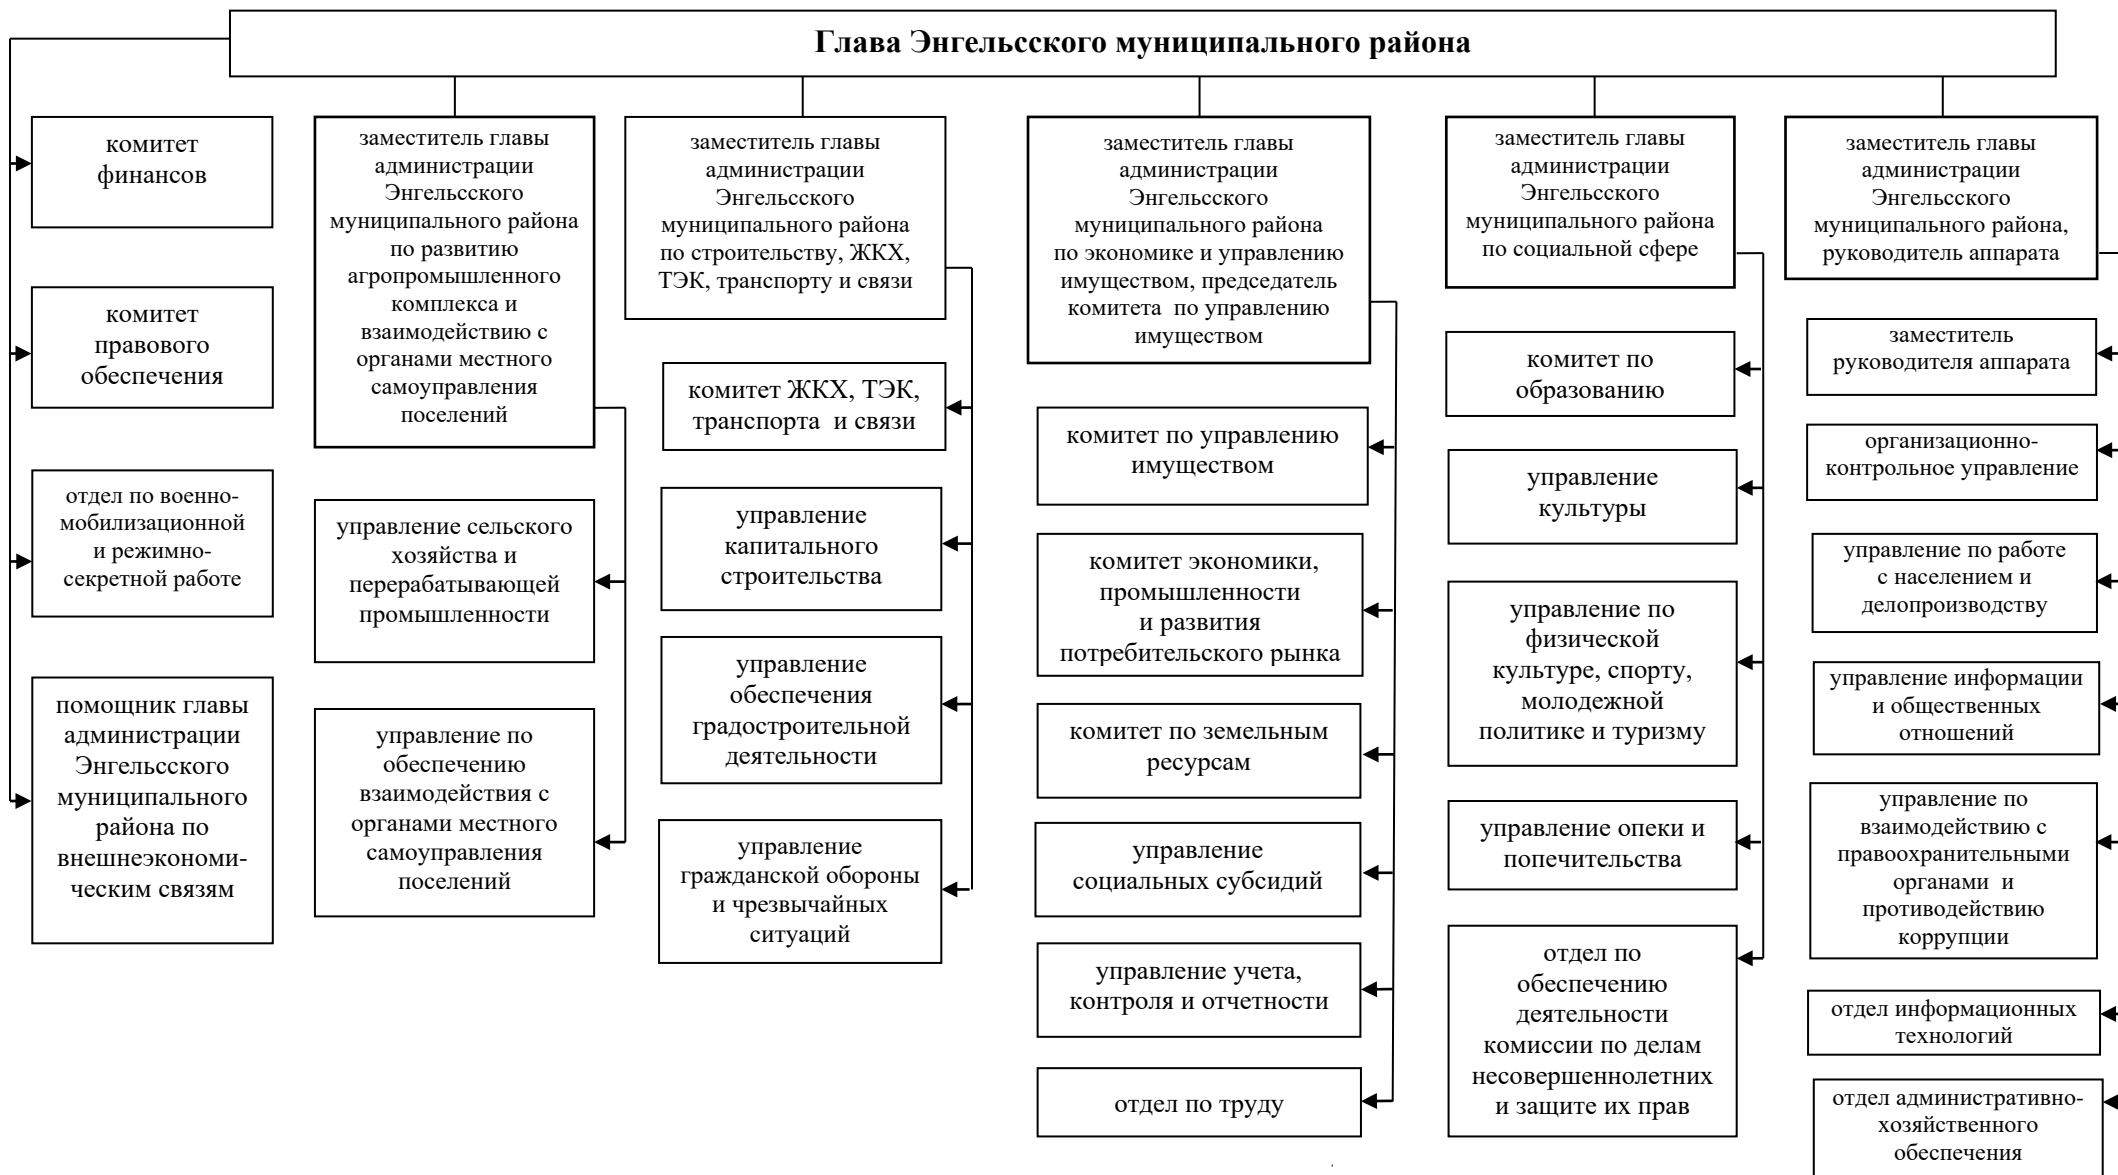 Глава Энгельсского муниципального района
комитет
финансов
комитет
правового
обеспечения
отдел по военно-
мобилизационной
и режимно-
секретной работе
помощник главы
администрации
Энгельсского
муниципального
района по
внешнеэкономи-
ческим связям
заместитель главы
администрации
Энгельсского
муниципального района
по развитию
агропромышленного
комплекса и
взаимодействию с
органами местного
самоуправления
поселений
управление сельского
хозяйства и
перерабатывающей
промышленности
управление по
обеспечению
взаимодействия с
органами местного
самоуправления
поселений
заместитель главы
администрации
Энгельсского
муниципального района
по строительству, ЖКХ,
ТЭК, транспорту и связи
комитет ЖКХ, ТЭК,
транспорта и связи
управление
капитального
строительства
управление
обеспечения
градостроительной
деятельности
управление
гражданской обороны
и чрезвычайных
ситуаций
заместитель главы
администрации
Энгельсского
муниципального района
по экономике и управлению
имуществом, председатель
комитета по управлению
имуществом
комитет по управлению
имуществом
комитет экономики,
промышленности
и развития
потребительского рынка
комитет по земельным
ресурсам
управление
социальных субсидий
управление учета,
контроля и отчетности
отдел по труду
заместитель главы
администрации
Энгельсского
муниципального района
по социальной сфере
комитет по
образованию
управление
культуры
управление по
физической
культуре, спорту,
молодежной
политике и туризму
управление опеки и
попечительства
отдел по
обеспечению
деятельности
комиссии по делам
несовершеннолетних
и защите их прав
заместитель главы
администрации
Энгельсского
муниципального района,
руководитель аппарата
заместитель
руководителя аппарата
организационно-
контрольное управление
управление по работе
с населением и
делопроизводству
управление информации
и общественных
отношений
управление по
взаимодействию с
правоохранительными
органами и
противодействию
коррупции
отдел информационных
технологий
отдел административно-
хозяйственного
обеспечения